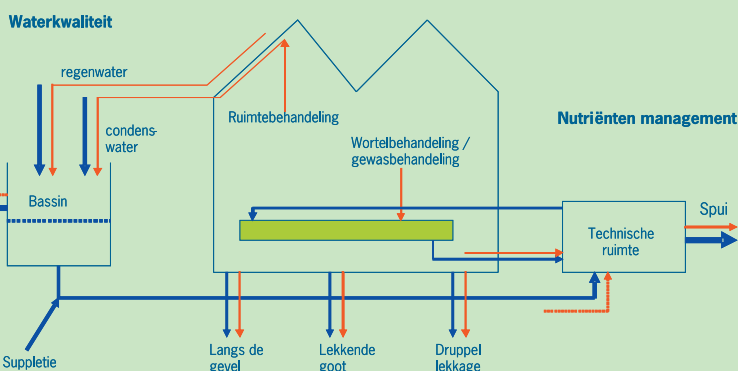 Waterkwaliteit
regenwater
condens-
water
Bassin
Suppletie
Ruimtebehandeling
Wortelbehandeling /
gewasbehandeling
Nutriënten management
Technische
ruimte
Spui
Langs de
gevel
Lekkende
goot
Druppel
lekkage